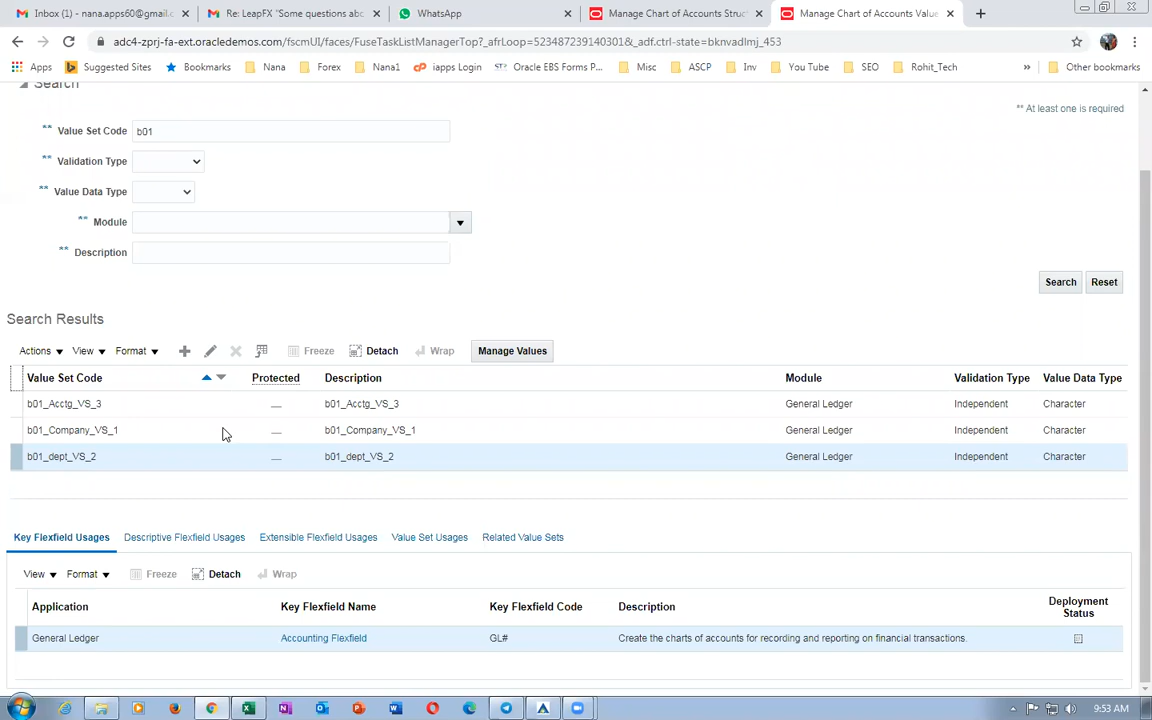 Inbox (1) - nana.apps60@gmail.c
Re: LeapFX "Some questions abo
WhatsApp
Manage Chart of Accounts Struc
Manage Chart of Accounts Value
adc4-zprj-fa-ext.oracledemos.com/fscmUI/faces/FuseTaskListManagerTop?_afrLoop=523487239140301&_adf.ctrl-state=bknvadlmj_453
Apps
Suggested Sites
Bookmarks
Nana
Forex
Nana1
iapps Login
Oracle EBS Forms P...
Misc
ASCP
Inv
You Tube
SEO
Rohit_Tech
»
Other bookmarks
Search
** At least one is required
** Value Set Code b01
** Validation Type
** Value Data Type
** Module
** Description
Search Reset
Search Results
Actions View Format Freeze Detach Wrap Manage Values
Value Set Code Protected Description Module Validation Type Value Data Type
b01_Acctg_VS_3 — b01_Acctg_VS_3 General Ledger Independent Character
b01_Company_VS_1 — b01_Company_VS_1 General Ledger Independent Character
b01_dept_VS_2 — b01_dept_VS_2 General Ledger Independent Character
Key Flexfield Usages Descriptive Flexfield Usages Extensible Flexfield Usages Value Set Usages Related Value Sets
View Format Freeze Detach Wrap
Application Key Flexfield Name Key Flexfield Code Description Deployment Status
General Ledger Accounting Flexfield GL# Create the charts of accounts for recording and reporting on financial transactions.
9:53 AM